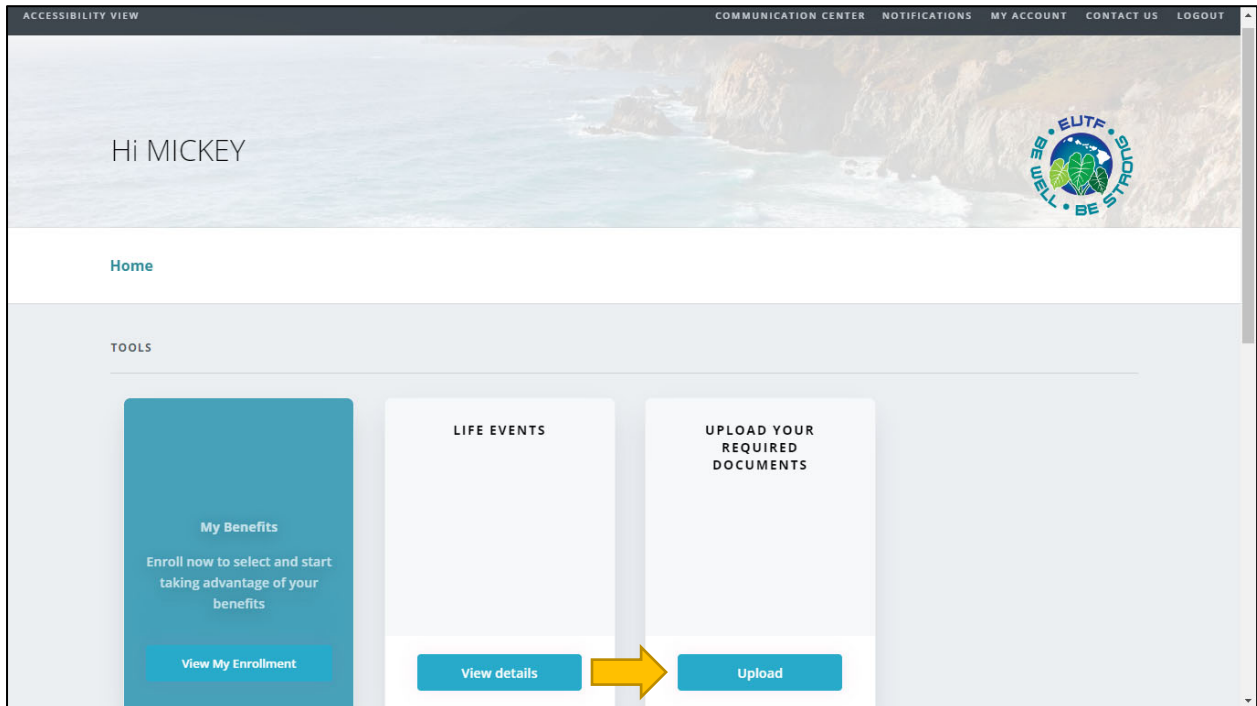 ACCESSIBILITY VIEW
COMMUNICATION CENTER NOTIFICATIONS MY ACCOUNT CONTACT US LOGOUT
Hi MICKEY
EUTF • BE WELL • BE STRONG
Home
TOOLS
My Benefits
Enroll now to select and start
taking advantage of your
benefits
View My Enrollment
LIFE EVENTS
View details
UPLOAD YOUR
REQUIRED
DOCUMENTS
Upload